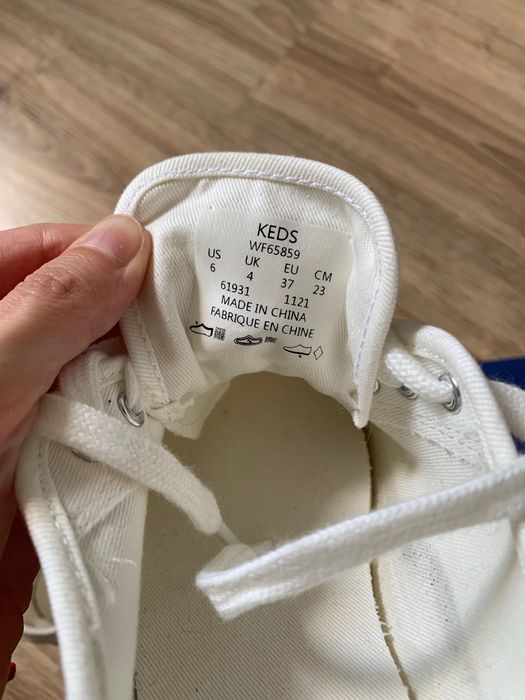 KEDS
WF65859
US UK EU CM
6 4 37 23
61931 1121
MADE IN CHINA
FABRIQUE EN CHINE